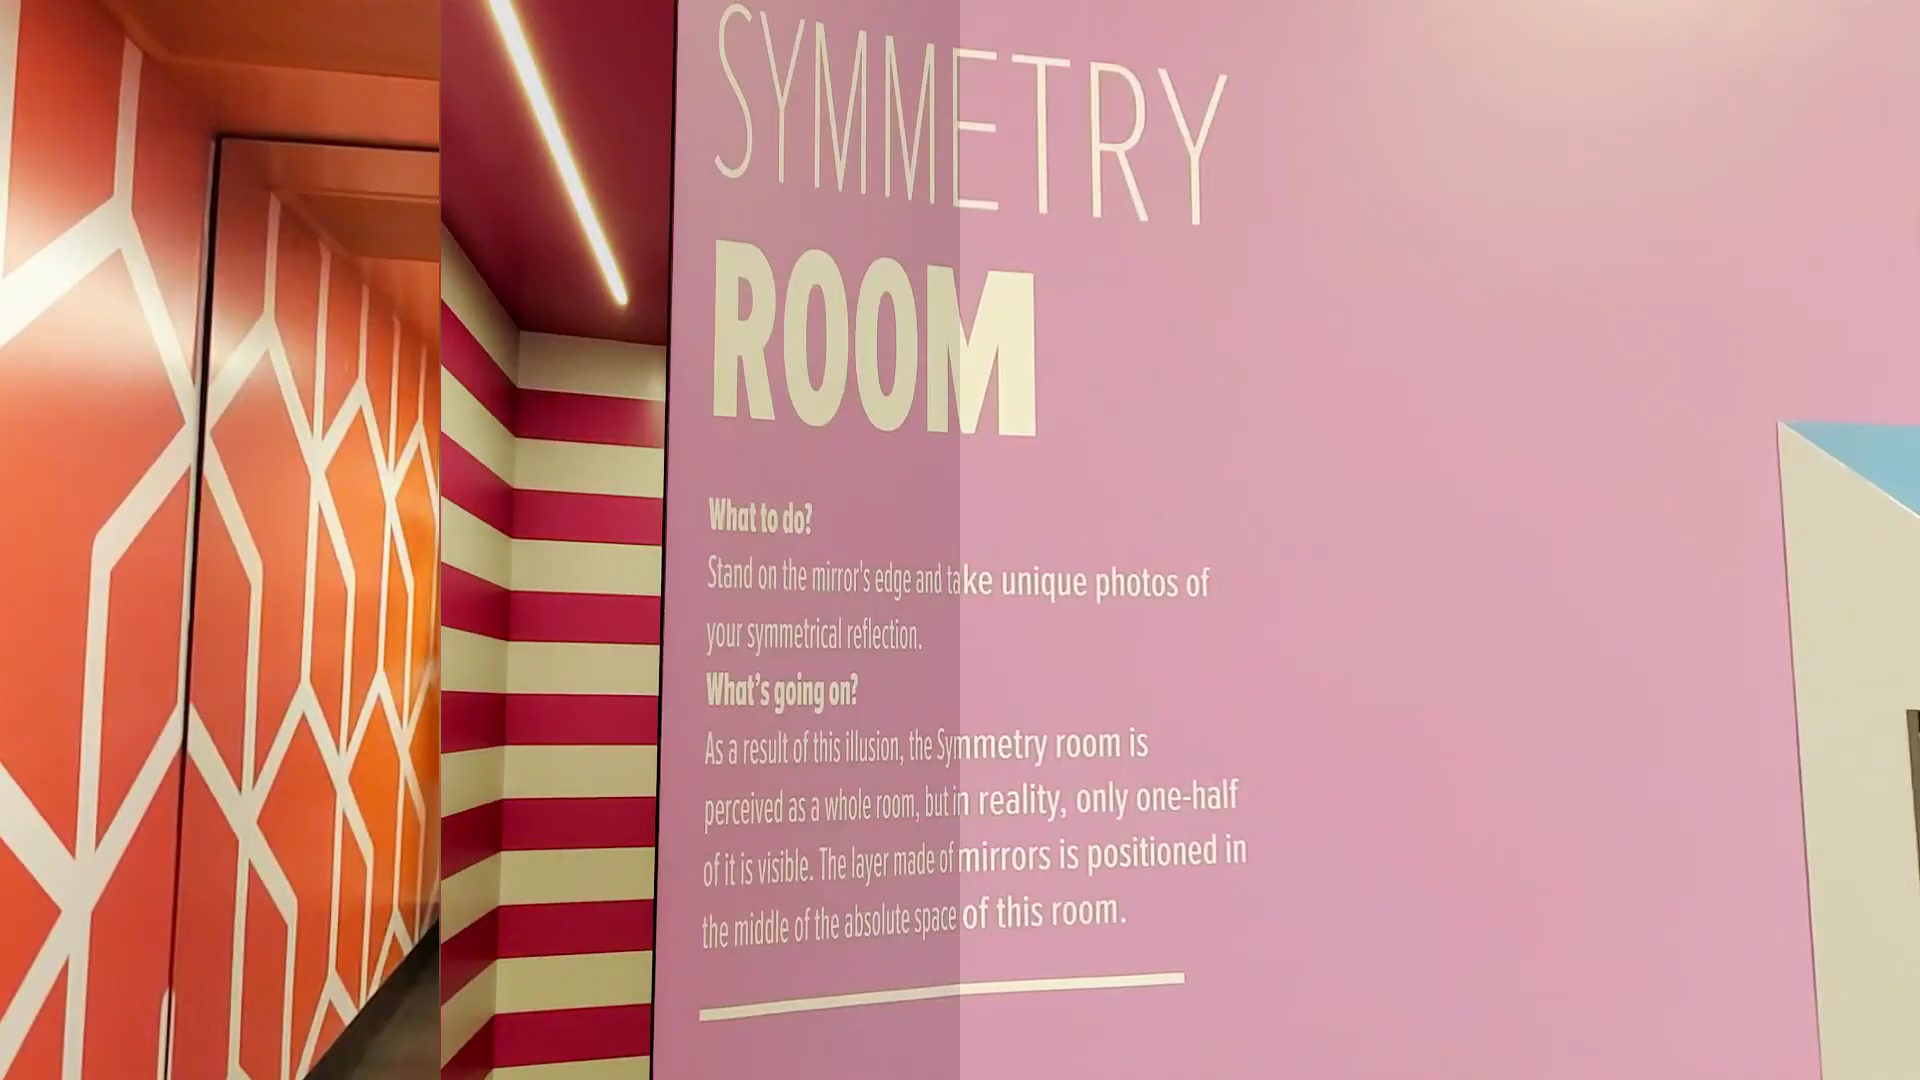 SYMMETRY
ROOM
What to do?
Stand on the mirror's edge and take unique photos of
your symmetrical reflection.
What's going on?
As a result of this illusion, the Symmetry room is
perceived as a whole room, but in reality, only one-half
of it is visible. The layer made of mirrors is positioned in
the middle of the absolute space of this room.